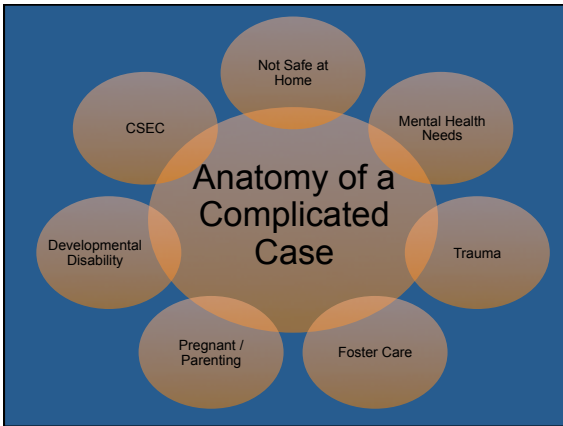 Not Safe at
Home
CSEC
Mental Health
Needs
Anatomy of a
Complicated
Case
Developmental
Disability
Trauma
Pregnant /
Parenting
Foster Care